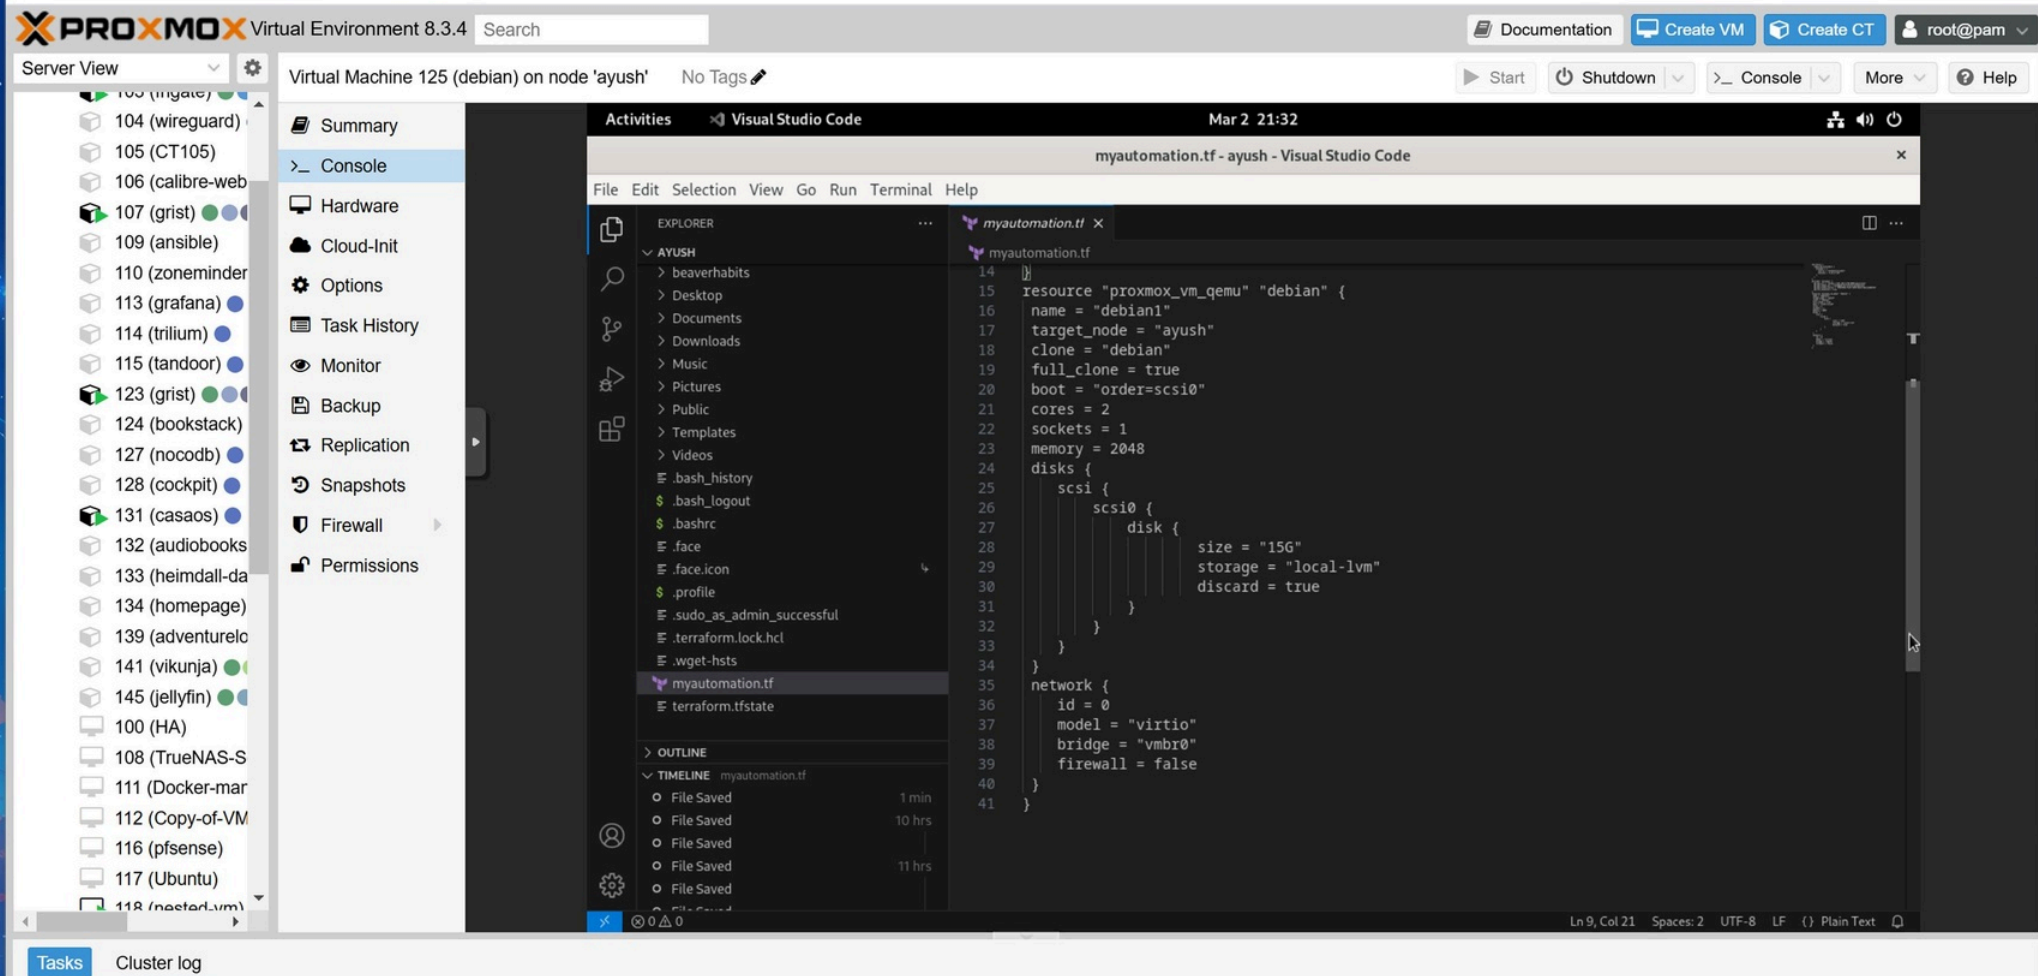 PROXMOX Virtual Environment 8.3.4 Search Documentation Create VM Create CT root@pam
Server View
Virtual Machine 125 (debian) on node 'ayush' No Tags Start Shutdown Console More Help
104 (wireguard)
105 (CT105)
106 (calibre-web
107 (grist)
109 (ansible)
110 (zoneminder
113 (grafana)
114 (trilium)
115 (tandoor)
123 (grist)
124 (bookstack)
127 (nocodb)
128 (cockpit)
131 (casaos)
132 (audiobooks
133 (heimdall-da
134 (homepage)
139 (adventurelo
141 (vikunja)
145 (jellyfin)
100 (HA)
108 (TrueNAS-S
111 (Docker-mar
112 (Copy-of-VM
116 (pfsense)
117 (Ubuntu)
118 (nested-vm)
Summary
Console
Hardware
Cloud-Init
Options
Task History
Monitor
Backup
Replication
Snapshots
Firewall
Permissions
Activities Visual Studio Code Mar 2 21:32
myautomation.tf - ayush - Visual Studio Code
File Edit Selection View Go Run Terminal Help
EXPLORER
AYUSH
beaverhabits
Desktop
Documents
Downloads
Music
Pictures
Public
Templates
Videos
.bash_history
.bash_logout
.bashrc
.face
.face.icon
.profile
.sudo_as_admin_successful
.terraform.lock.hcl
.wget-hsts
myautomation.tf
terraform.tfstate
OUTLINE
TIMELINE myautomation.tf
File Saved 1 min
File Saved 10 hrs
File Saved
File Saved 11 hrs
File Saved
myautomation.tf
myautomation.tf
14 }
15 resource "proxmox_vm_qemu" "debian" {
16 name = "debian1"
17 target_node = "ayush"
18 clone = "debian"
19 full_clone = true
20 boot = "order=scsi0"
21 cores = 2
22 sockets = 1
23 memory = 2048
24 disks {
25 scsi {
26 scsi0 {
27 disk {
28 size = "15G"
29 storage = "local-lvm"
30 discard = true
31 }
32 }
33 }
34 }
35 network {
36 id = 0
37 model = "virtio"
38 bridge = "vmbr0"
39 firewall = false
40 }
41 }
0 0 Ln 9, Col 21 Spaces: 2 UTF-8 LF {} Plain Text
Tasks Cluster log